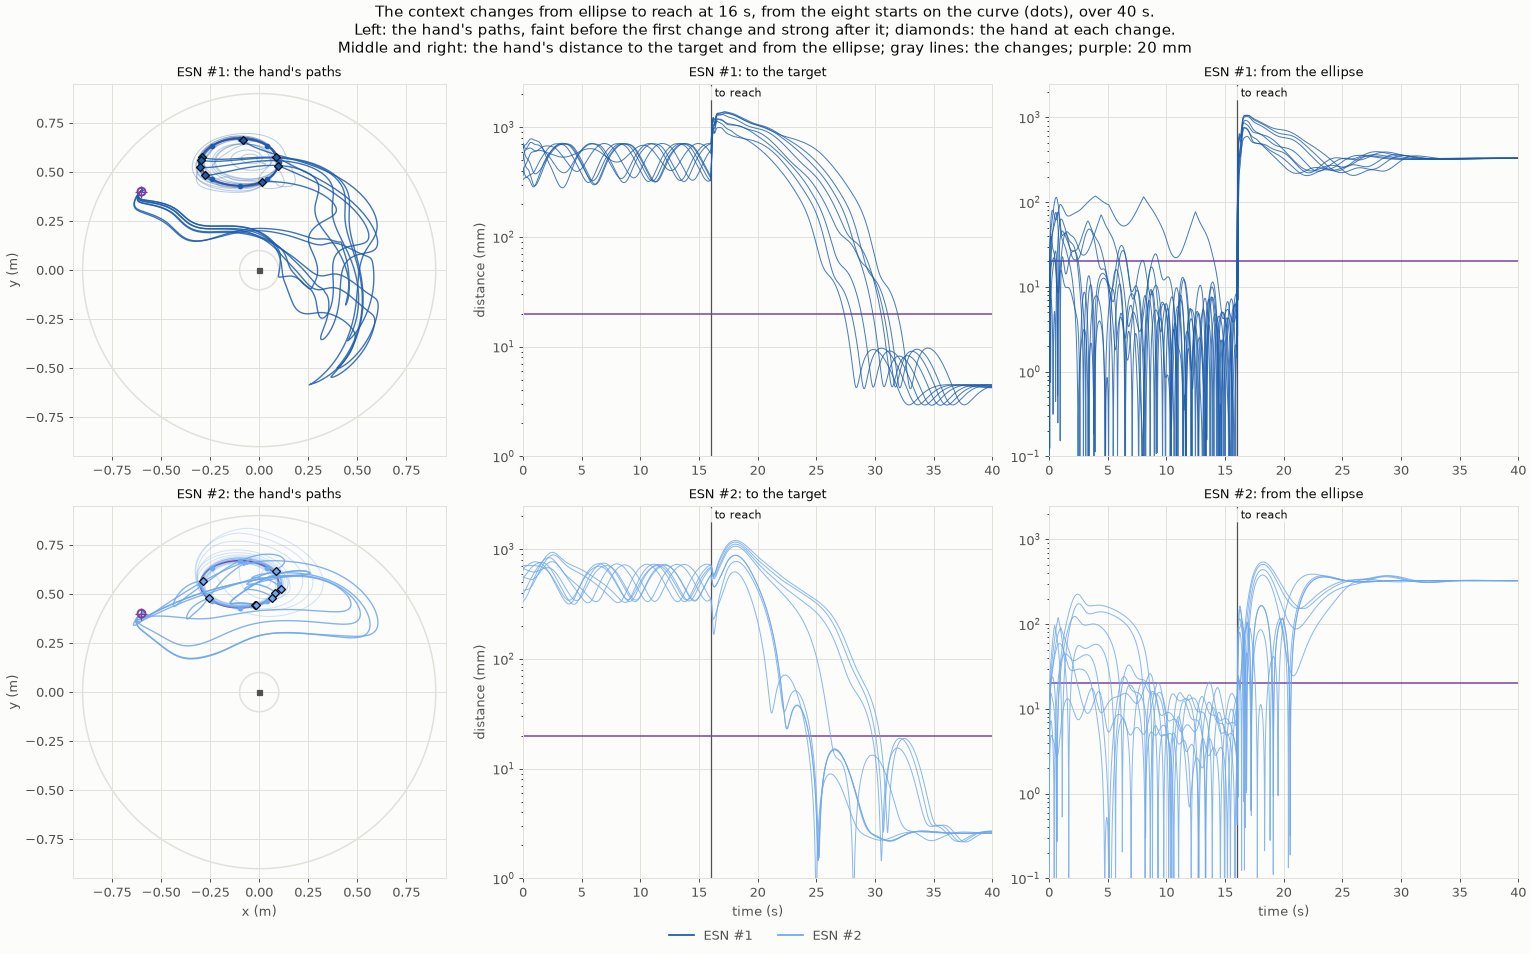 The context changes from ellipse to reach at 16 s, from the eight starts on the curve (dots), over 40 s.
Left: the hand's paths, faint before the first change and strong after it; diamonds: the hand at each change.
Middle and right: the hand's distance to the target and from the ellipse; gray lines: the changes; purple: 20 mm
ESN #1: the hand's paths
y (m)
0.75
0.50
0.25
0.00
−0.25
−0.50
−0.75
−0.75 −0.50 −0.25 0.00 0.25 0.50 0.75
ESN #1: to the target
to reach
distance (mm)
10³
10²
10¹
10⁰
0 5 10 15 20 25 30 35 40
ESN #1: from the ellipse
to reach
10³
10²
10¹
10⁰
10⁻¹
0 5 10 15 20 25 30 35 40
ESN #2: the hand's paths
y (m)
0.75
0.50
0.25
0.00
−0.25
−0.50
−0.75
−0.75 −0.50 −0.25 0.00 0.25 0.50 0.75
x (m)
ESN #2: to the target
to reach
distance (mm)
10³
10²
10¹
10⁰
0 5 10 15 20 25 30 35 40
time (s)
ESN #2: from the ellipse
to reach
10³
10²
10¹
10⁰
10⁻¹
0 5 10 15 20 25 30 35 40
time (s)
ESN #1 ESN #2